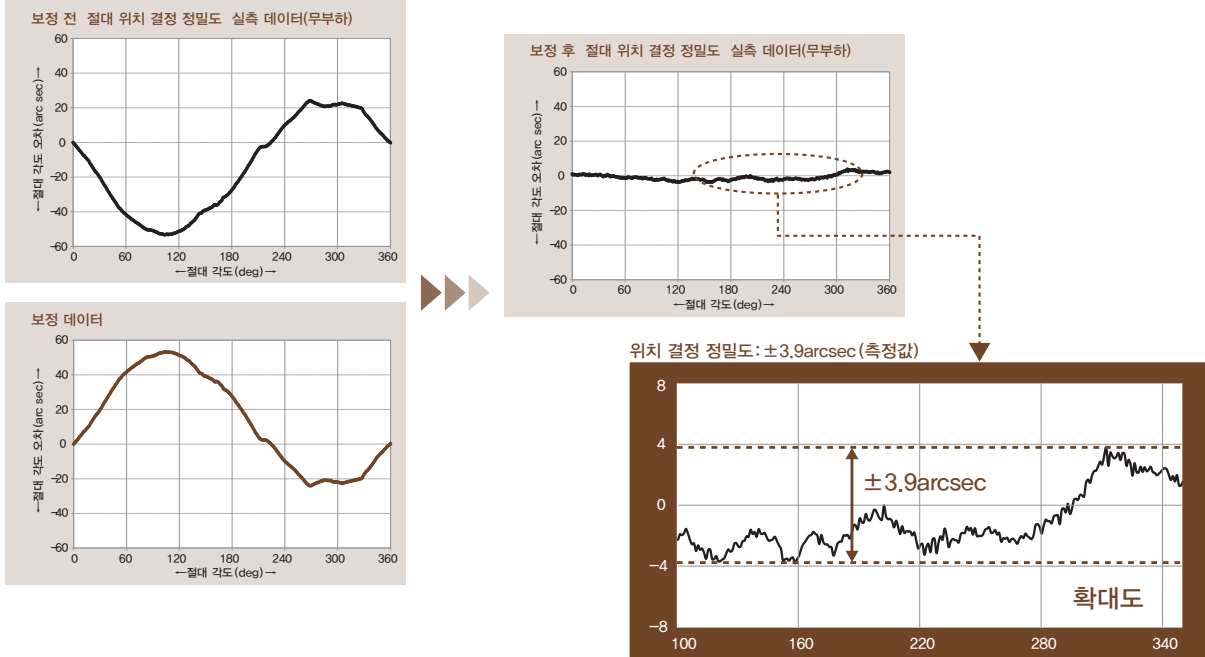 보정 전 절대 위치 결정 정밀도 실측 데이터(무부하)
60
40
20
0
-20
-40
-60
←절대 각도 오차(arc sec)→
0 60 120 180 240 300 360
←절대 각도(deg)→
보정 데이터
60
40
20
0
-20
-40
-60
←절대 각도 오차(arc sec)→
0 60 120 180 240 300 360
←절대 각도(deg)→
보정 후 절대 위치 결정 정밀도 실측 데이터(무부하)
60
40
20
0
-20
-40
-60
←절대 각도 오차(arc sec)→
0 60 120 180 240 300 360
←절대 각도(deg)→
위치 결정 정밀도:±3.9arcsec(측정값)
8
4
0
-4
-8
±3.9arcsec
확대도
100 160 220 280 340